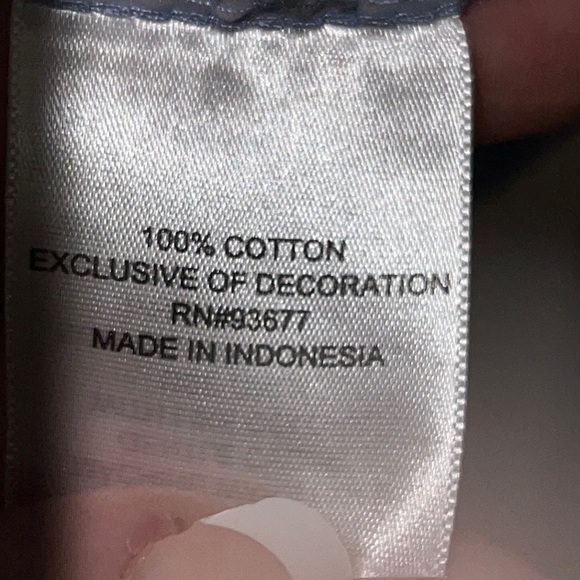 100% COTTON
EXCLUSIVE OF DECORATION
RN#93677
MADE IN INDONESIA